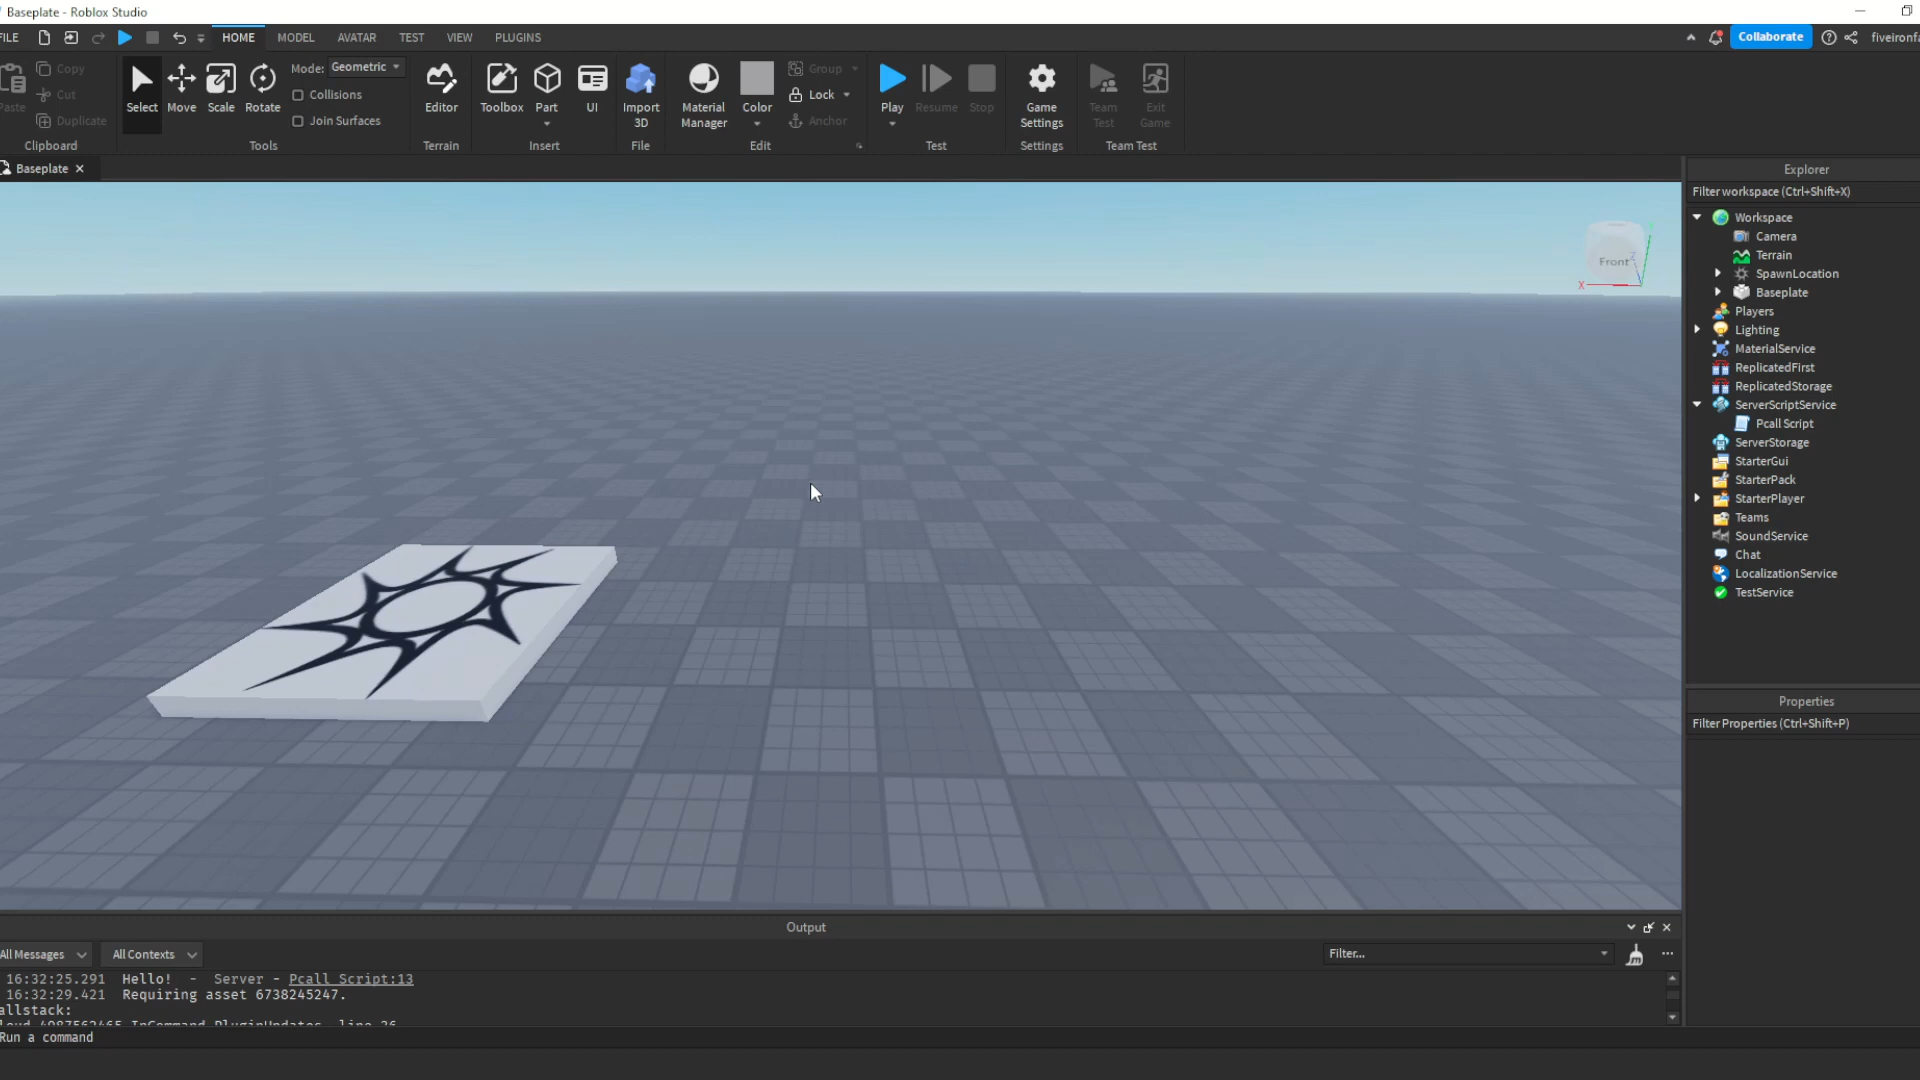 Baseplate - Roblox Studio
FILE HOME MODEL AVATAR TEST VIEW PLUGINS Collaborate
Paste
Copy
Cut
Duplicate
Clipboard
Select
Move
Scale
Rotate
Mode: Geometric
Collisions
Join Surfaces
Tools
Editor
Terrain
Toolbox
Part
UI
Insert
Import
3D
File
Material
Manager
Color
Group
Lock
Anchor
Edit
Play
Resume
Stop
Test
Game
Settings
Settings
Team
Test
Exit
Game
Team Test
Baseplate
Front
X
Z
Explorer
Filter workspace (Ctrl+Shift+X)
Workspace
Camera
Terrain
SpawnLocation
Baseplate
Players
Lighting
MaterialService
ReplicatedFirst
ReplicatedStorage
ServerScriptService
Pcall Script
ServerStorage
StarterGui
StarterPack
StarterPlayer
Teams
SoundService
Chat
LocalizationService
TestService
Properties
Filter Properties (Ctrl+Shift+P)
Output
All Messages All Contexts Filter...
16:32:25.291 Hello! - Server - Pcall Script:13
16:32:29.421 Requiring asset 6738245247.
allstack:
Run a command